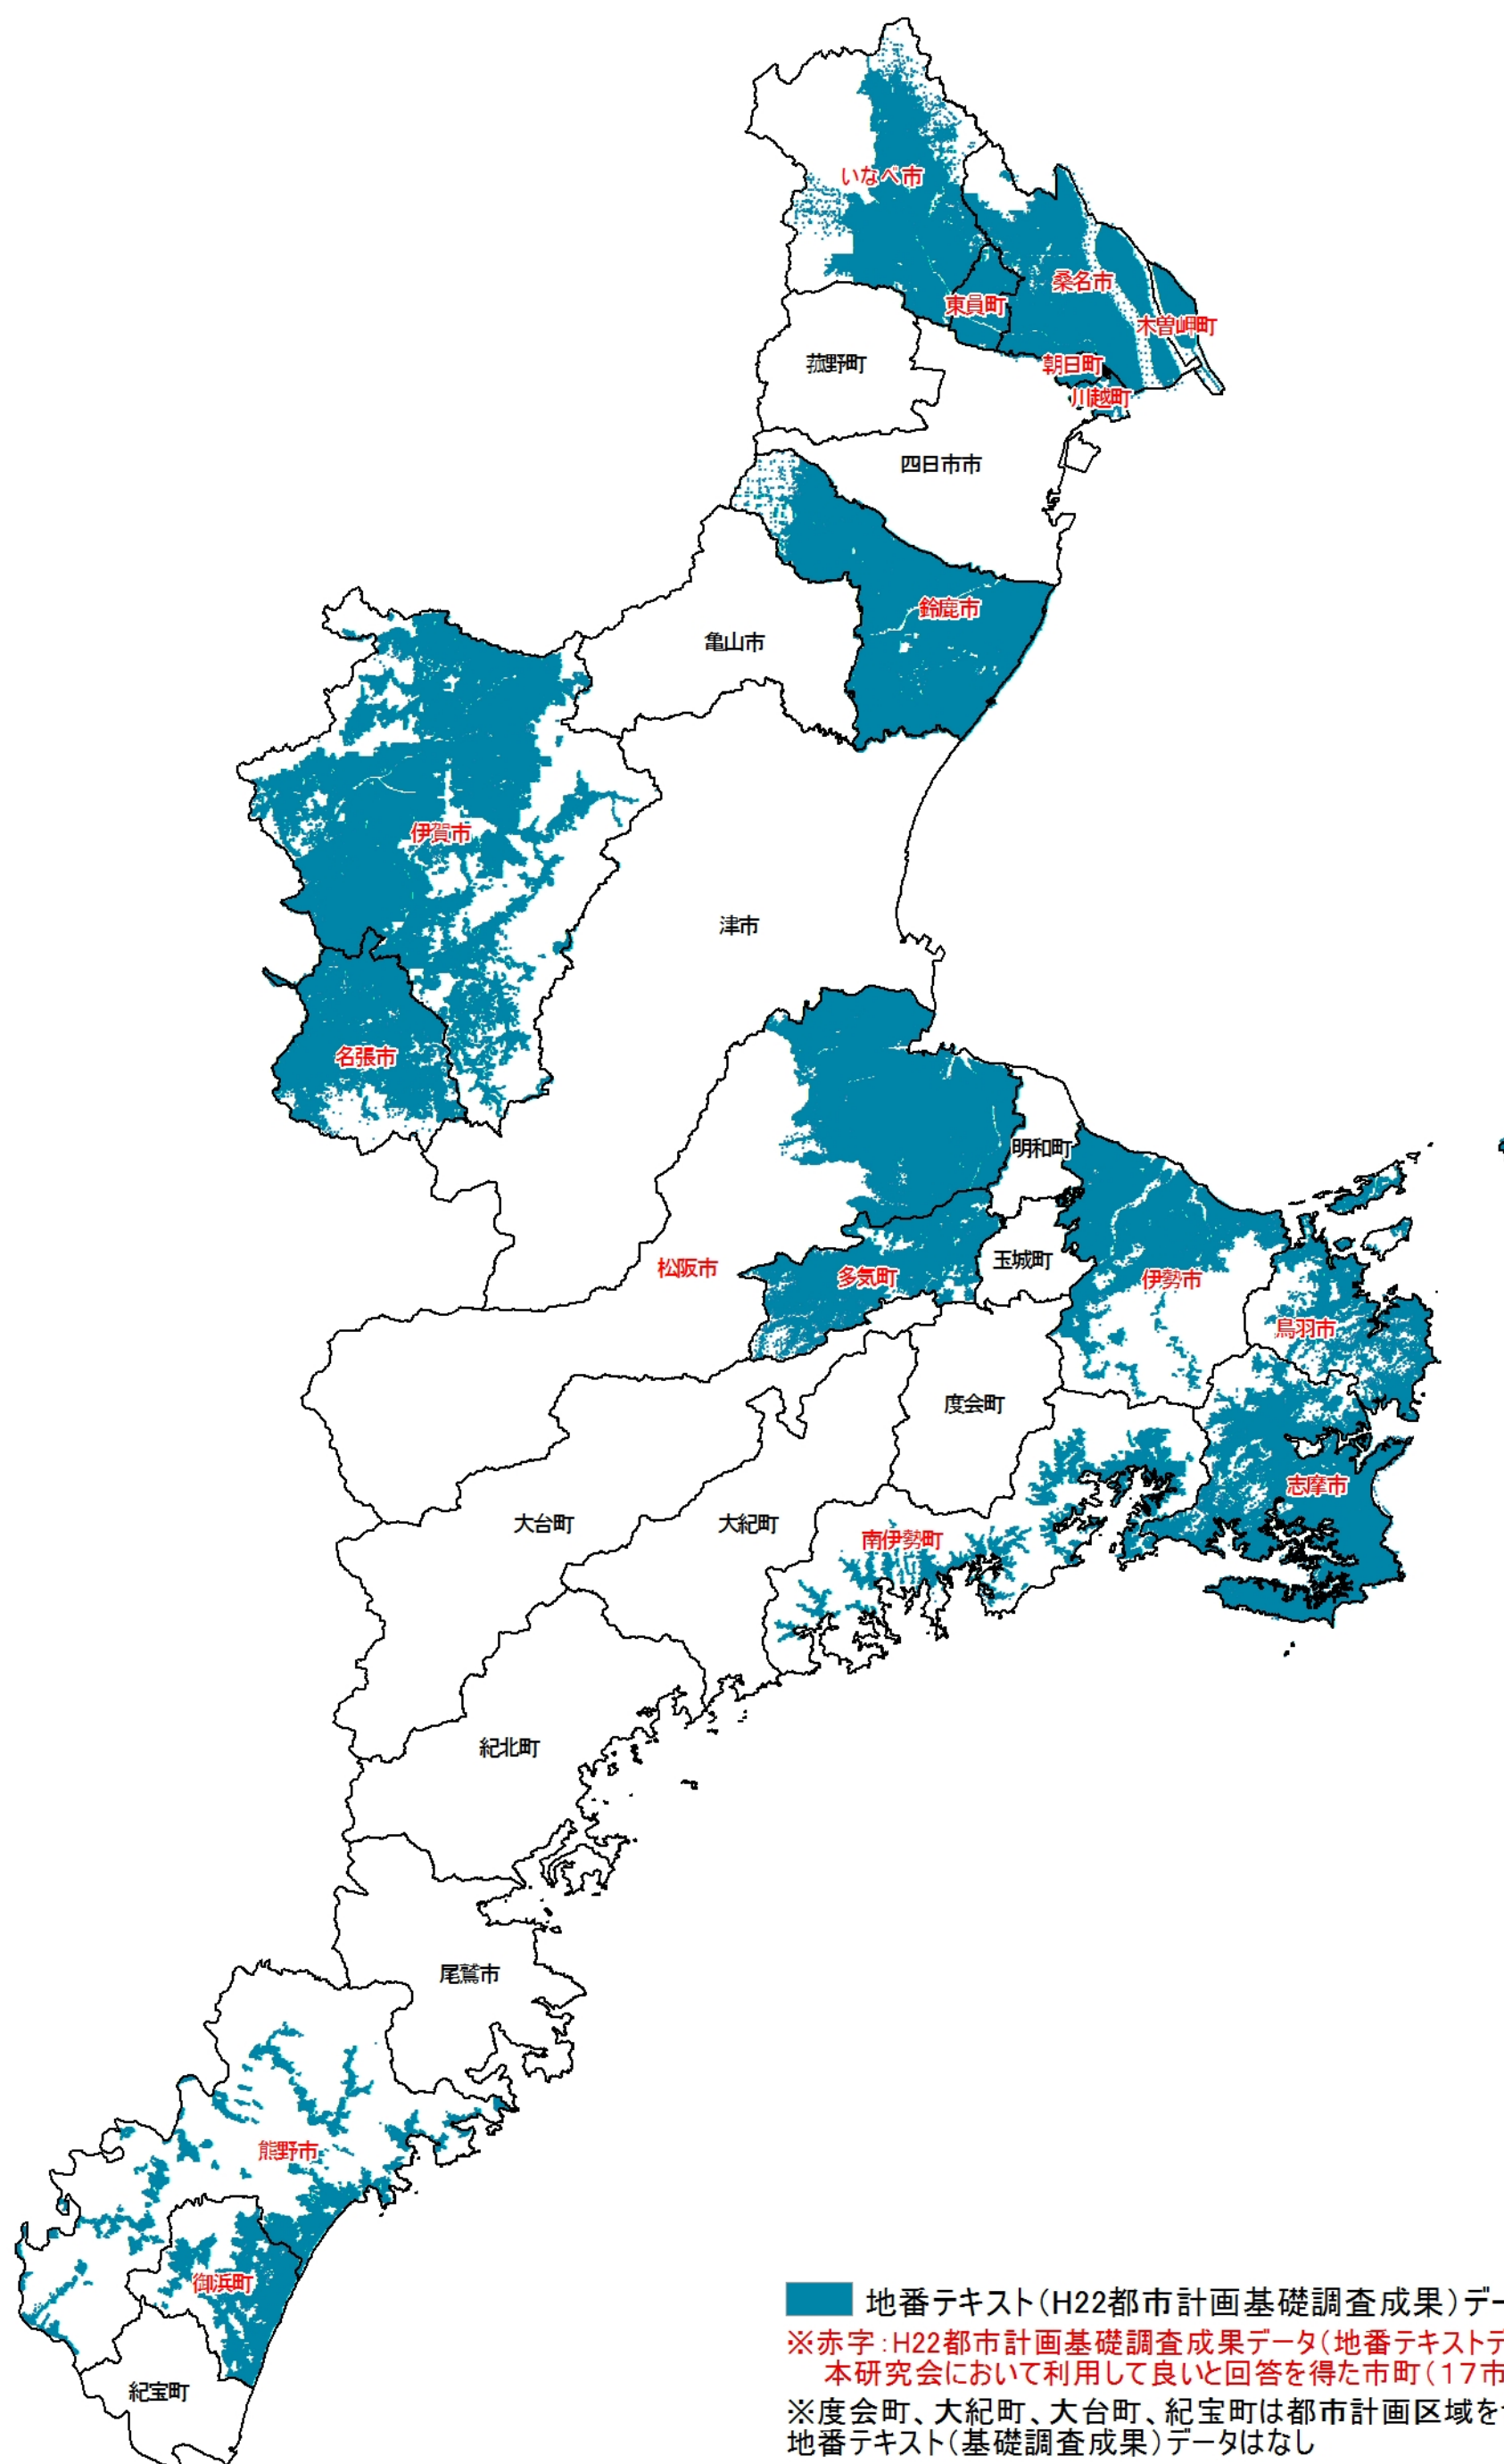 いなべ市
桑名市
東員町
木曽岬町
朝日町
菰野町
川越町
四日市市
鈴鹿市
亀山市
伊賀市
津市
名張市
明和町
玉城町
松阪市
多気町
伊勢市
鳥羽市
度会町
志摩市
大台町
大紀町
南伊勢町
紀北町
尾鷲市
熊野市
御浜町
紀宝町
地番テキスト(H22都市計画基礎調査成果)デー
※赤字:H22都市計画基礎調査成果データ(地番テキストデ
本研究会において利用して良いと回答を得た市町(17市
※度会町、大紀町、大台町、紀宝町は都市計画区域を
地番テキスト(基礎調査成果)データはなし